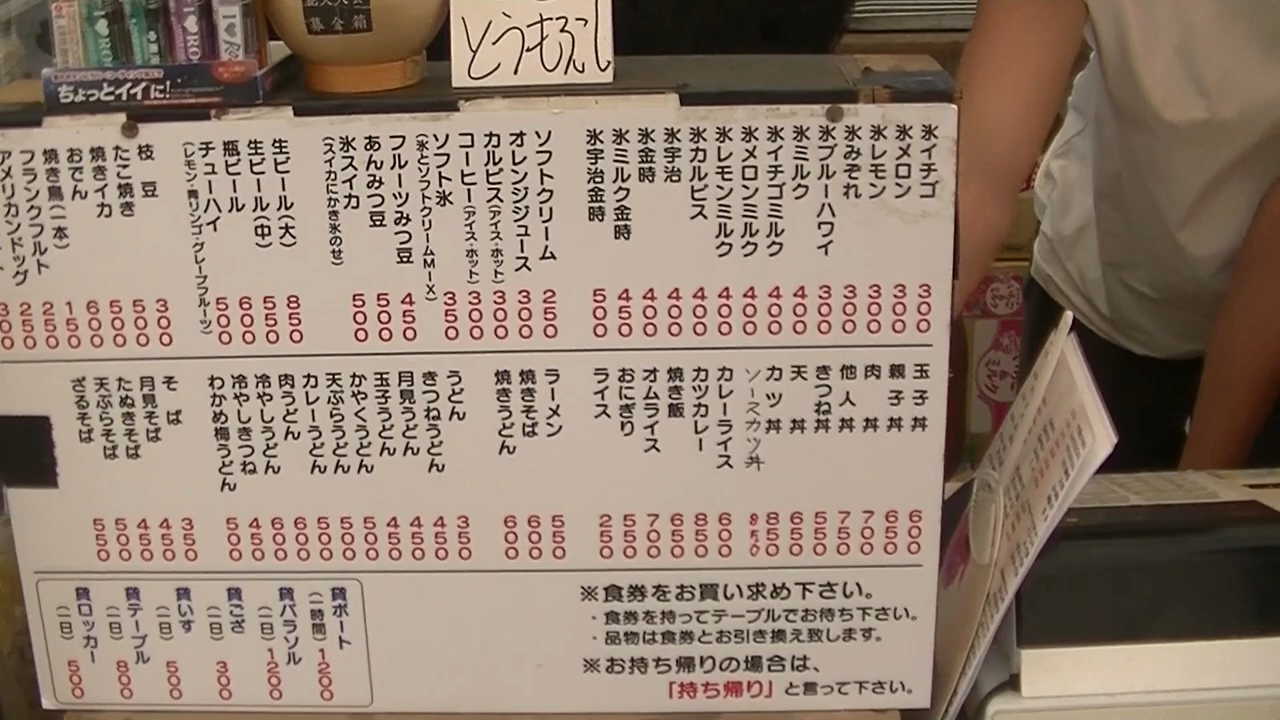 とうもろこし
募金箱
ちょっとイイに!
氷イチゴ 300
氷メロン 300
氷レモン 300
氷みぞれ 300
氷ブルーハワイ 300
氷ミルク 400
氷イチゴミルク 400
氷メロンミルク 400
氷レモンミルク 400
氷カルピス 400
氷宇治 400
氷金時 400
氷ミルク金時 450
氷宇治金時 500
ソフトクリーム 250
オレンジジュース 300
カルピス(アイス・ホット) 300
コーヒー(アイス・ホット) 300
ソフト氷 350
(氷とソフトクリームMIX)
フルーツみつ豆 450
あんみつ豆 500
氷スイカ 500
(スイカにかき氷のせ)
生ビール(大) 850
生ビール(中) 550
瓶ビール 600
チューハイ 500
(レモン・青リンゴ・グレープフルーツ)
枝豆 300
たこ焼き 500
焼きイカ 500
おでん 600
焼き鳥(一本) 150
フランクフルト 250
アメリカンドッグ 250
300
玉子丼 600
親子丼 650
肉丼 700
他人丼 750
きつね丼 550
天丼 650
カツ丼 850
ソースカツ丼 850
カレーライス 600
カツカレー 850
焼き飯 650
オムライス 700
おにぎり 550
ライス 250
ラーメン 550
焼きそば 600
焼きうどん 600
うどん 350
きつねうどん 450
月見うどん 450
玉子うどん 450
かやくうどん 500
天ぷらうどん 500
カレーうどん 500
肉うどん 600
冷やしうどん 600
冷やしきつね 450
わかめ梅うどん 500
そば 350
月見そば 450
たぬきそば 450
天ぷらそば 500
ざるそば 550
※食券をお買い求め下さい。
・食券を持ってテーブルでお待ち下さい。
・品物は食券とお引き換え致します。
※お持ち帰りの場合は、
「持ち帰り」と言って下さい。
貸ボート(一時間) 1200
貸パラソル(一日) 1200
貸ござ(一日) 300
貸いす(一日) 500
貸テーブル(一日) 800
貸ロッカー(一日) 500